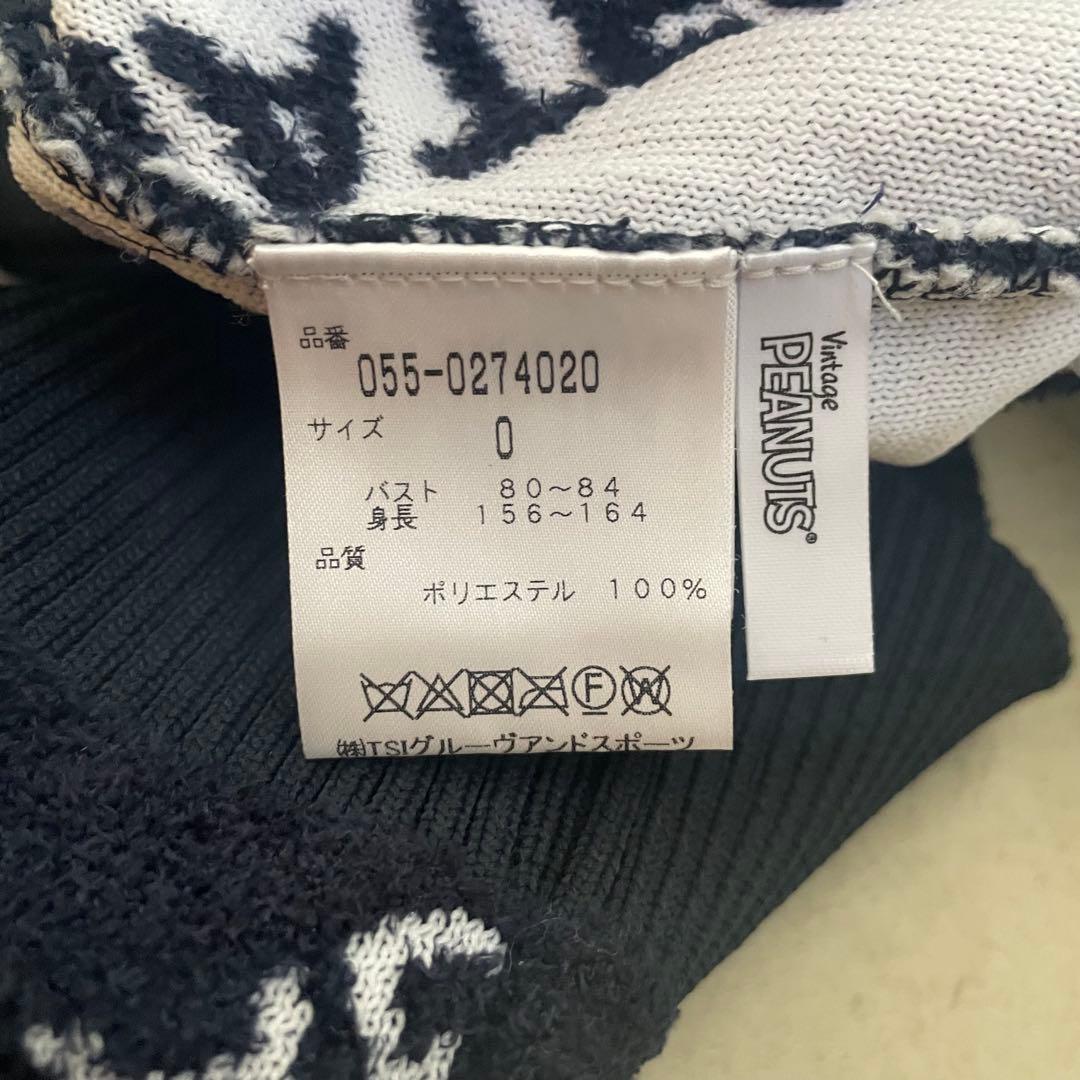 品番
055-0274020
サイズ 0
バスト 80〜84
身長 156〜164
品質
ポリエステル 100%
F W
㈱TSIグルーヴアンドスポーツ
Vintage
PEANUTS®